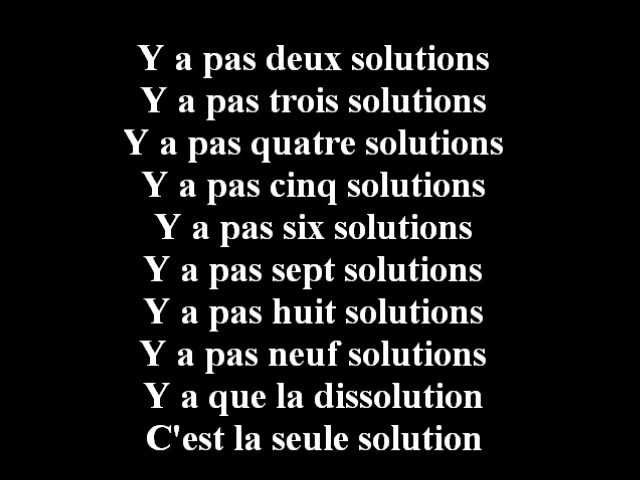 Y a pas deux solutions
Y a pas trois solutions
Y a pas quatre solutions
Y a pas cinq solutions
Y a pas six solutions
Y a pas sept solutions
Y a pas huit solutions
Y a pas neuf solutions
Y a que la dissolution
C'est la seule solution